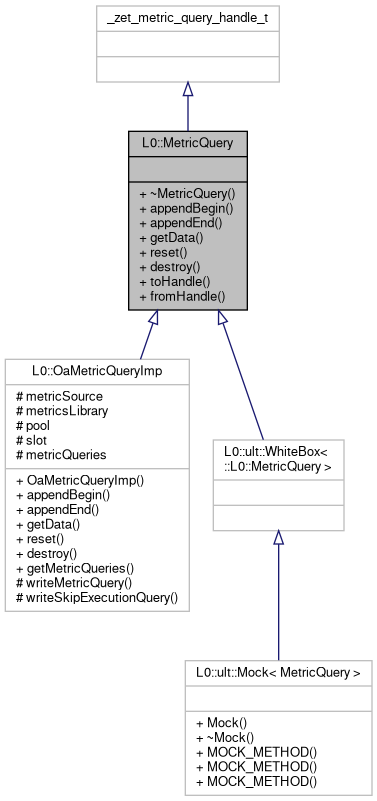 _zet_metric_query_handle_t
L0::MetricQuery
+ ~MetricQuery()
+ appendBegin()
+ appendEnd()
+ getData()
+ reset()
+ destroy()
+ toHandle()
+ fromHandle()
L0::OaMetricQueryImp
# metricSource
# metricsLibrary
# pool
# slot
# metricQueries
+ OaMetricQueryImp()
+ appendBegin()
+ appendEnd()
+ getData()
+ reset()
+ destroy()
+ getMetricQueries()
# writeMetricQuery()
# writeSkipExecutionQuery()
L0::ult::WhiteBox<
::L0::MetricQuery >
L0::ult::Mock< MetricQuery >
+ Mock()
+ ~Mock()
+ MOCK_METHOD()
+ MOCK_METHOD()
+ MOCK_METHOD()